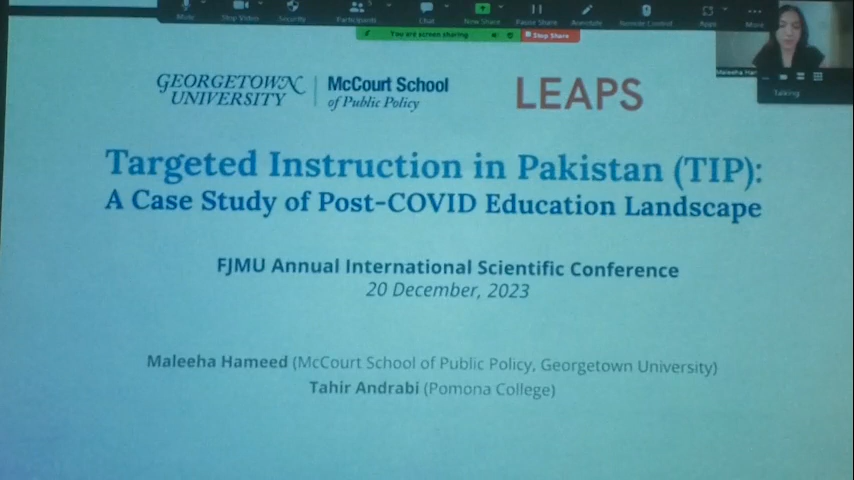 Mute
Stop Video
Security
Participants
Chat
New Share
Pause Share
Annotate
Remote Control
Apps
More
You are screen sharing
Stop Share
Maleeha Ham
Talking:
GEORGETOWN
UNIVERSITY
McCourt School
of Public Policy
LEAPS
Targeted Instruction in Pakistan (TIP):
A Case Study of Post-COVID Education Landscape
FJMU Annual International Scientific Conference
20 December, 2023
Maleeha Hameed (McCourt School of Public Policy, Georgetown University)
Tahir Andrabi (Pomona College)